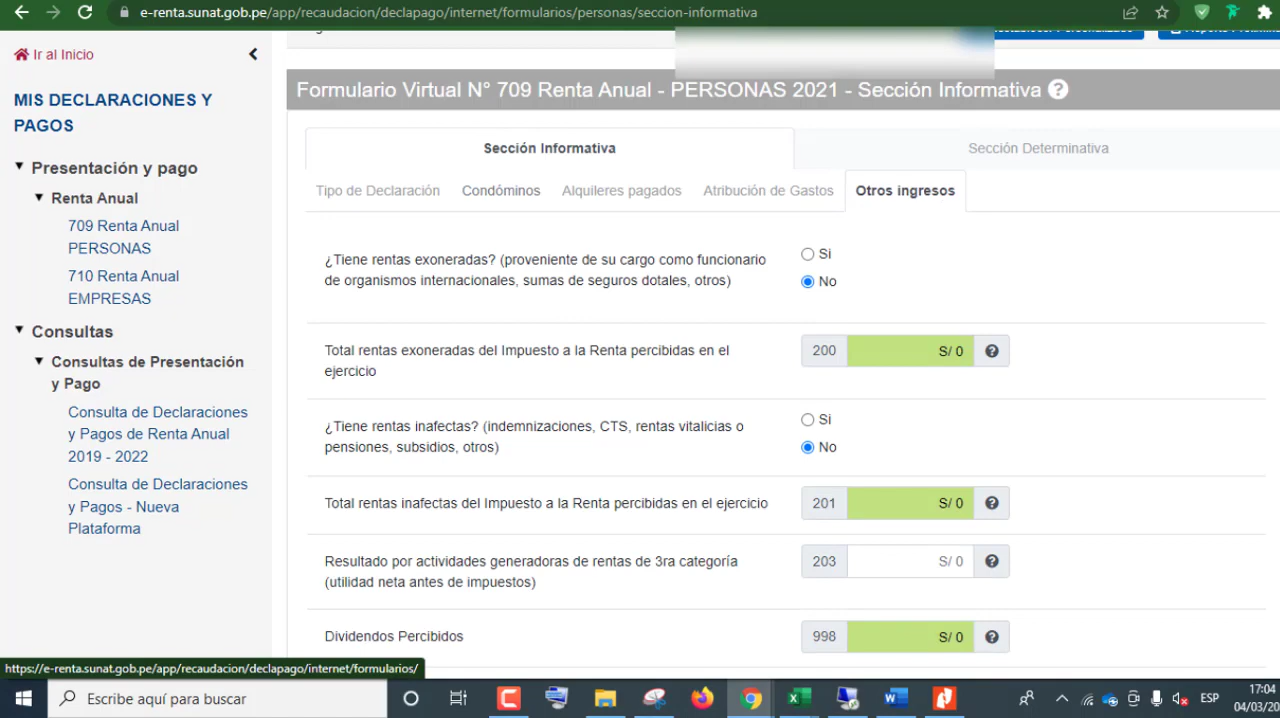 e-renta.sunat.gob.pe/app/recaudacion/declapago/internet/formularios/personas/seccion-informativa
Ir al Inicio
MIS DECLARACIONES Y
PAGOS
Presentación y pago
Renta Anual
709 Renta Anual
PERSONAS
710 Renta Anual
EMPRESAS
Consultas
Consultas de Presentación
y Pago
Consulta de Declaraciones
y Pagos de Renta Anual
2019 - 2022
Consulta de Declaraciones
y Pagos - Nueva
Plataforma
Formulario Virtual N° 709 Renta Anual - PERSONAS 2021 - Sección Informativa
Sección Informativa
Sección Determinativa
Tipo de Declaración
Condóminos
Alquileres pagados
Atribución de Gastos
Otros ingresos
¿Tiene rentas exoneradas? (proveniente de su cargo como funcionario
de organismos internacionales, sumas de seguros dotales, otros)
Si
No
Total rentas exoneradas del Impuesto a la Renta percibidas en el
ejercicio
200 S/ 0
¿Tiene rentas inafectas? (indemnizaciones, CTS, rentas vitalicias o
pensiones, subsidios, otros)
Si
No
Total rentas inafectas del Impuesto a la Renta percibidas en el ejercicio
201 S/ 0
Resultado por actividades generadoras de rentas de 3ra categoría
(utilidad neta antes de impuestos)
203 S/ 0
Dividendos Percibidos
998 S/ 0
https://e-renta.sunat.gob.pe/app/recaudacion/declapago/internet/formularios/
Escribe aquí para buscar
ESP
17:04
04/03/20